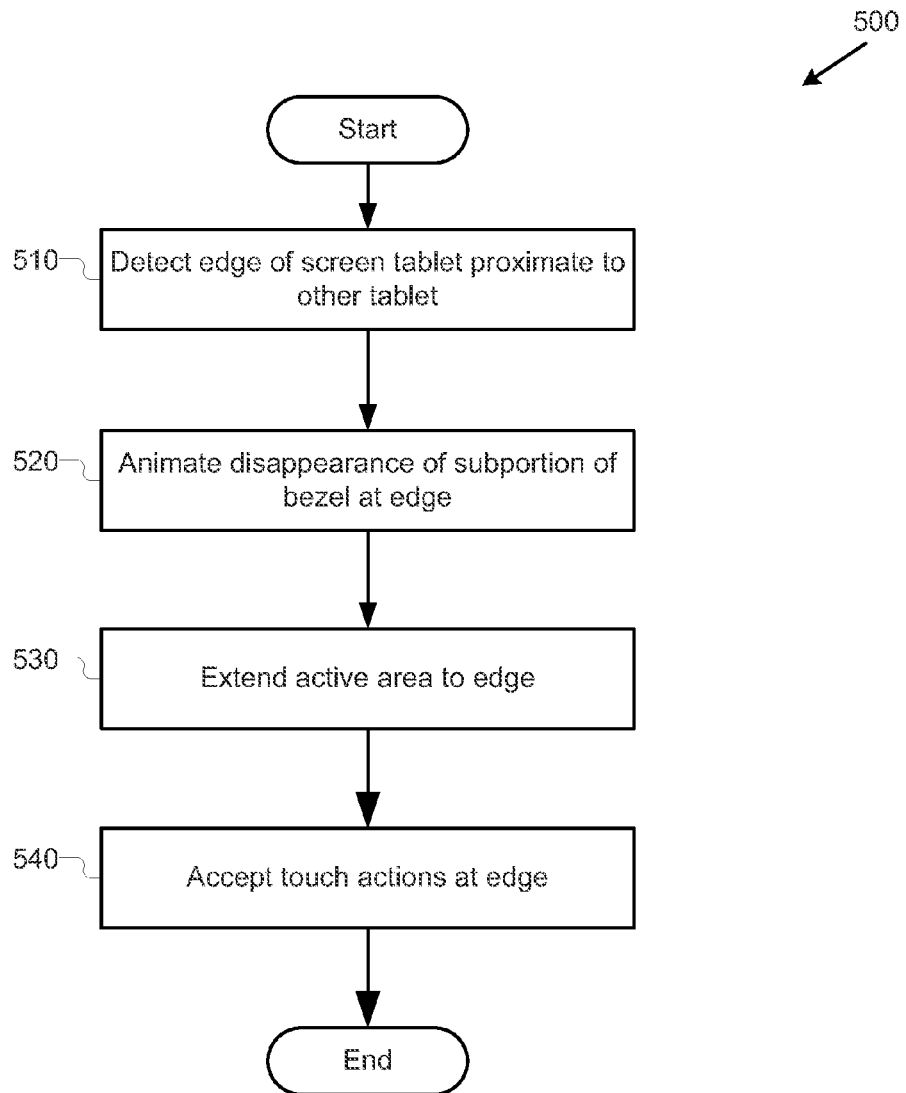 500
Start
510
Detect edge of screen tablet proximate to
other tablet
520
Animate disappearance of subportion of
bezel at edge
530
Extend active area to edge
540
Accept touch actions at edge
End